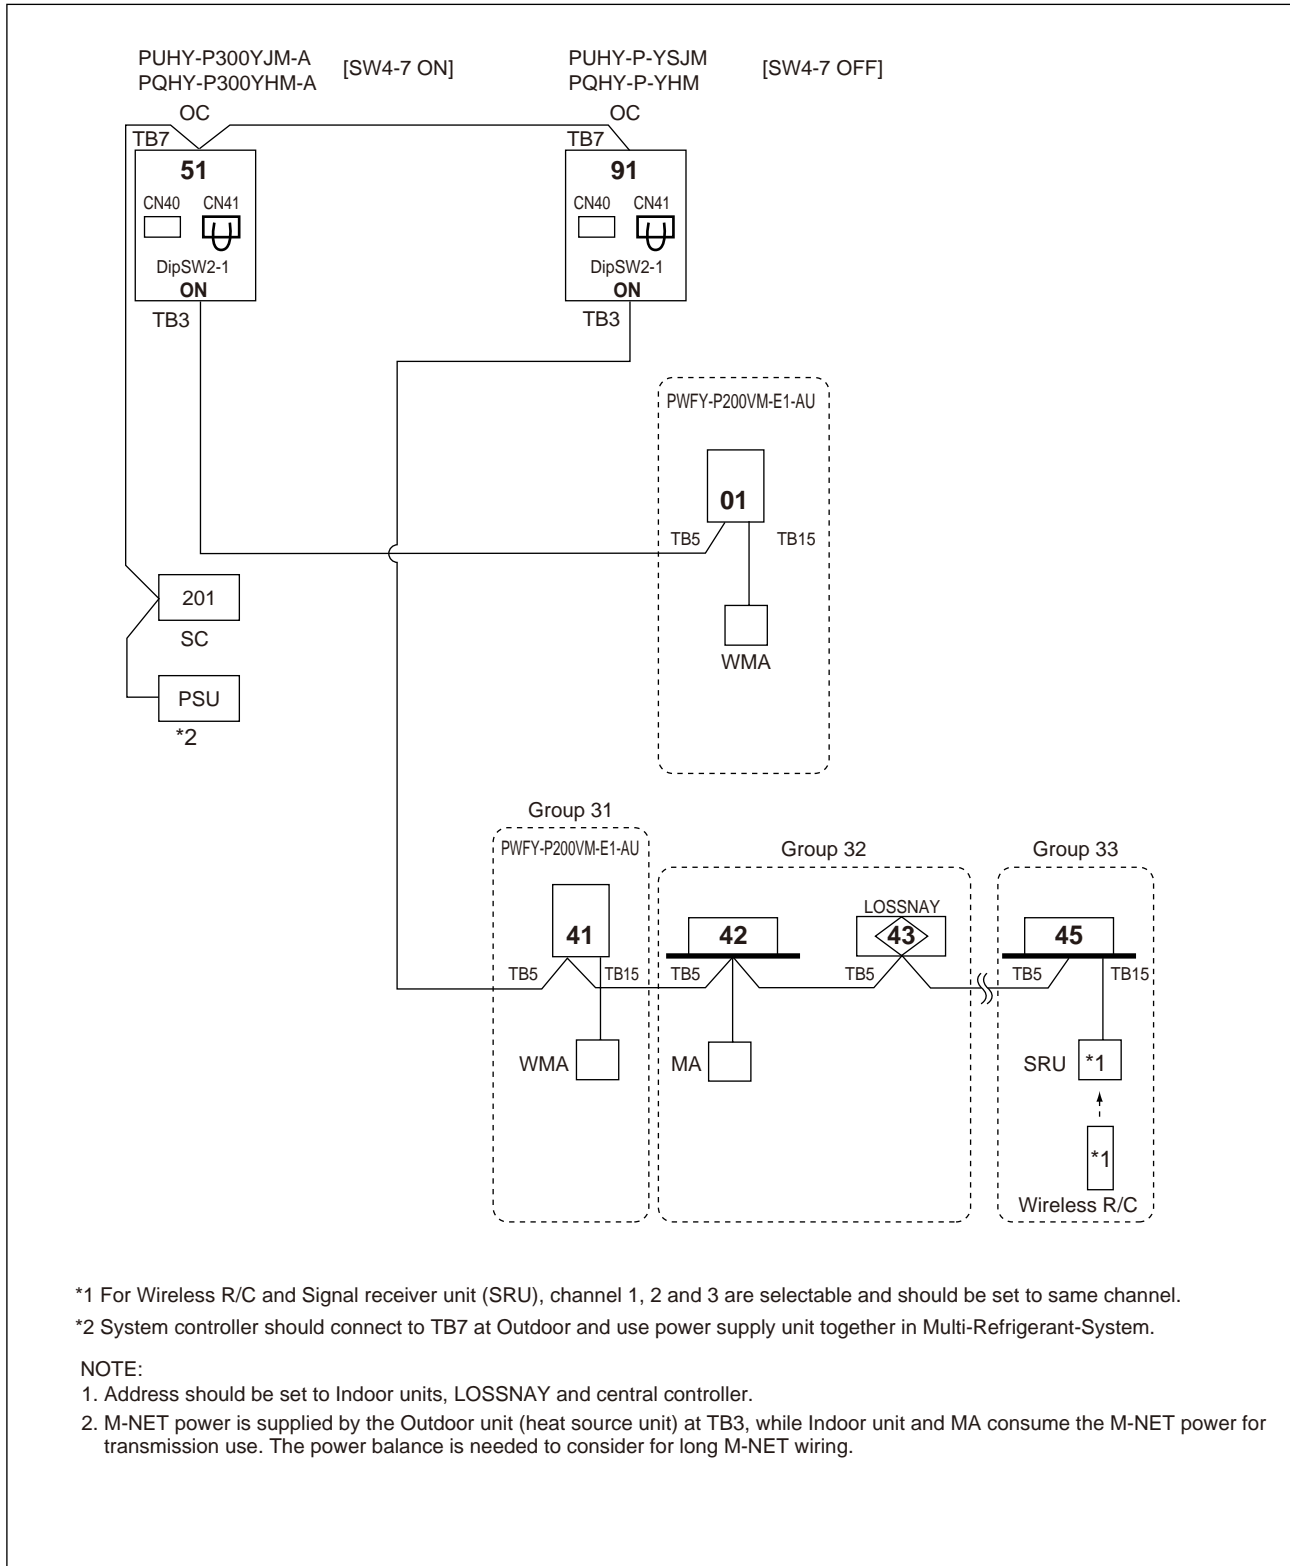 PUHY-P300YJM-A
PQHY-P300YHM-A
[SW4-7 ON]
PUHY-P-YSJM
PQHY-P-YHM
[SW4-7 OFF]
OC
OC
TB7
TB7
51
91
CN40
CN41
CN40
CN41
DipSW2-1
ON
DipSW2-1
ON
TB3
TB3
PWFY-P200VM-E1-AU
01
TB5
TB15
WMA
201
SC
PSU
*2
Group 31
PWFY-P200VM-E1-AU
Group 32
Group 33
LOSSNAY
41
42
43
45
TB5
TB15
TB5
TB5
TB5
TB15
WMA
MA
SRU
*1
*1
Wireless R/C
*1 For Wireless R/C and Signal receiver unit (SRU), channel 1, 2 and 3 are selectable and should be set to same channel.
*2 System controller should connect to TB7 at Outdoor and use power supply unit together in Multi-Refrigerant-System.
NOTE:
1. Address should be set to Indoor units, LOSSNAY and central controller.
2. M-NET power is supplied by the Outdoor unit (heat source unit) at TB3, while Indoor unit and MA consume the M-NET power for
transmission use. The power balance is needed to consider for long M-NET wiring.